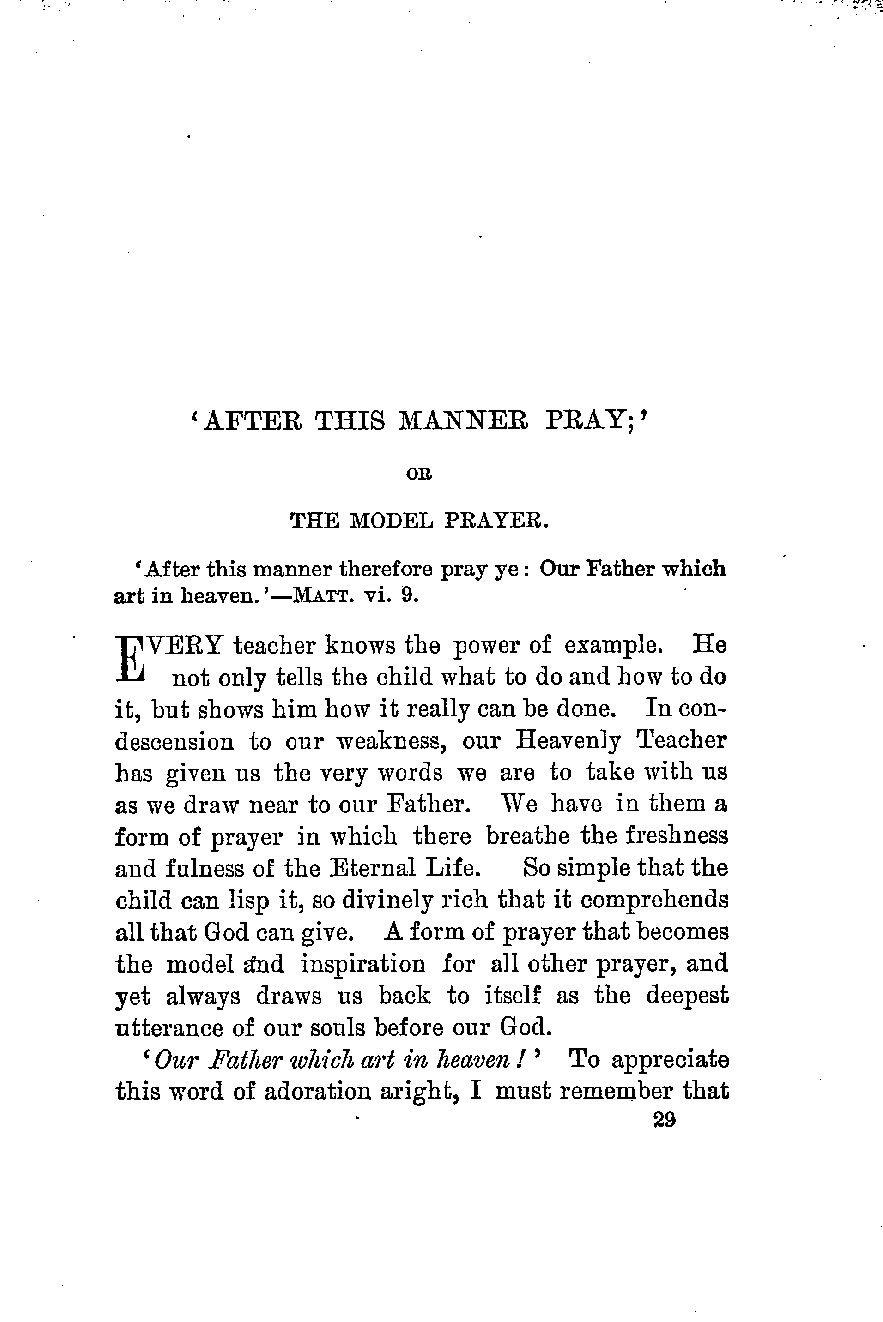 ‘AFTER THIS MANNER PRAY;’
OR
THE MODEL PRAYER.
‘After this manner therefore pray ye: Our Father which
art in heaven.’—MATT. vi. 9.
EVERY teacher knows the power of example. He
not only tells the child what to do and how to do
it, but shows him how it really can be done. In con-
descension to our weakness, our Heavenly Teacher
has given us the very words we are to take with us
as we draw near to our Father. We have in them a
form of prayer in which there breathe the freshness
and fulness of the Eternal Life. So simple that the
child can lisp it, so divinely rich that it comprehends
all that God can give. A form of prayer that becomes
the model and inspiration for all other prayer, and
yet always draws us back to itself as the deepest
utterance of our souls before our God.
‘Our Father which art in heaven!’ To appreciate
this word of adoration aright, I must remember that
29